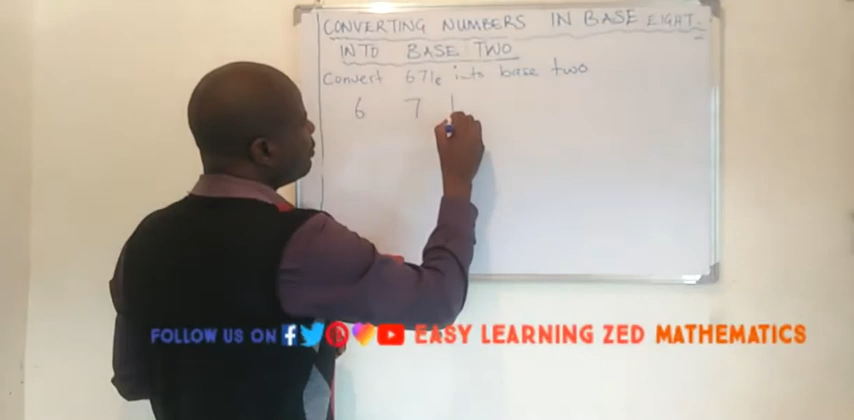 CONVERTING NUMBERS IN BASE EIGHT
INTO BASE TWO
Convert 671₈ into base two
6 7 1
FOLLOW US ON EASY LEARNING ZED MATHEMATICS